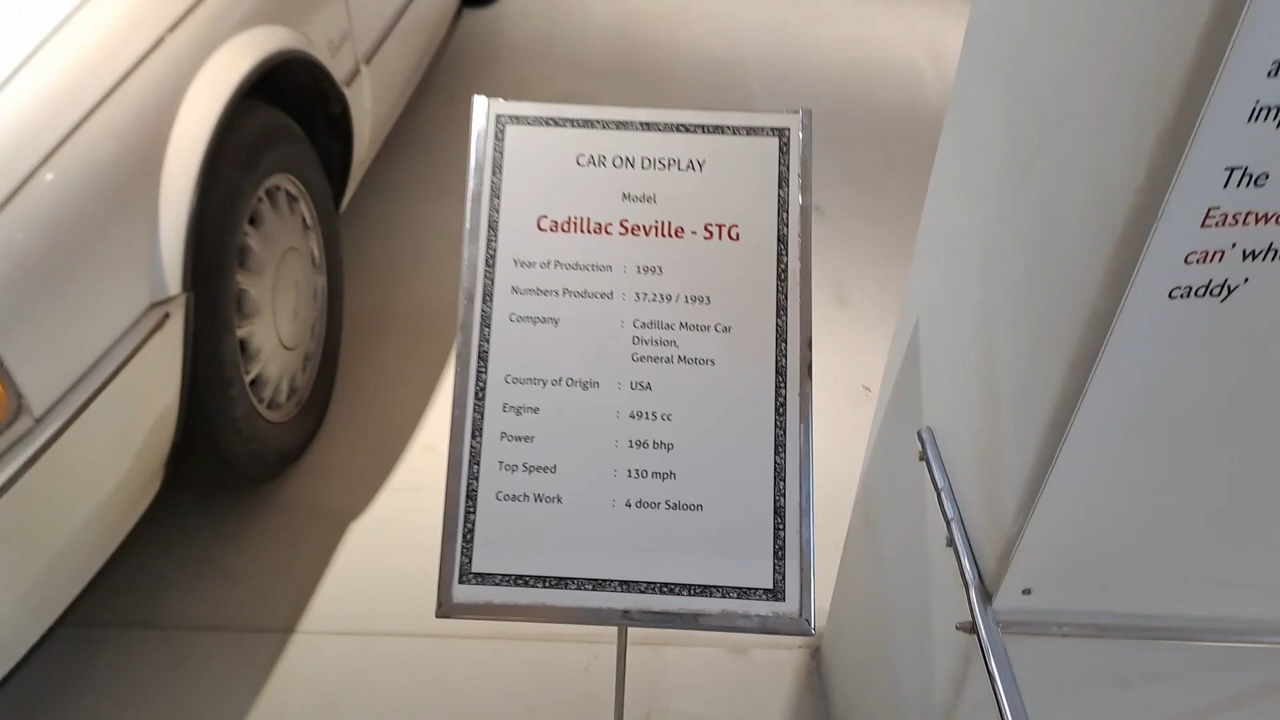 CAR ON DISPLAY
Model
Cadillac Seville - STG
Year of Production : 1993
Numbers Produced : 37,239 / 1993
Company : Cadillac Motor Car
Division,
General Motors
Country of Origin : USA
Engine : 4915 cc
Power : 196 bhp
Top Speed : 130 mph
Coach Work : 4 door Saloon
The
can' 
caddy'